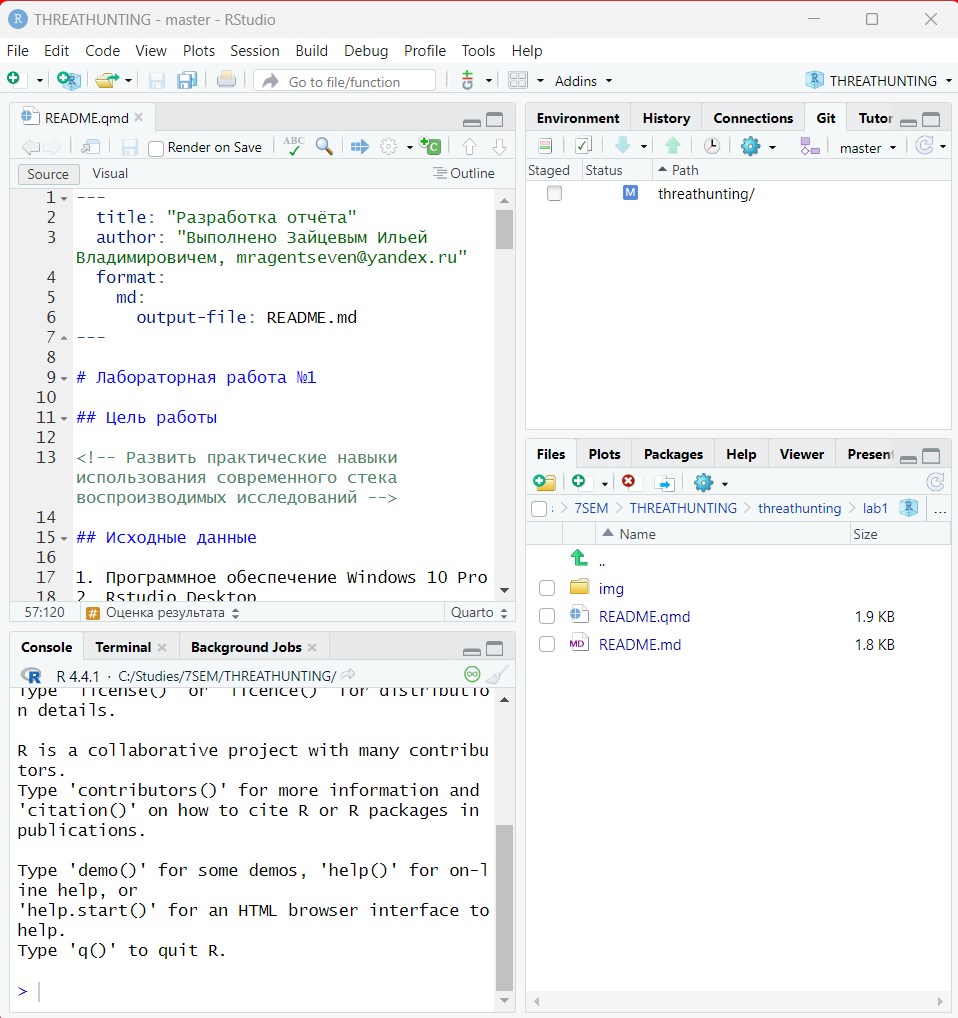 THREATHUNTING - master - RStudio
File Edit Code View Plots Session Build Debug Profile Tools Help
Go to file/function Addins THREATHUNTING
README.qmd
Render on Save
Source Visual Outline
1 ---
2 title: "Разработка отчёта"
3 author: "Выполнено Зайцевым Ильей
Владимировичем, mragentseven@yandex.ru"
4 format:
5 md:
6 output-file: README.md
7 ---
8
9 # Лабораторная работа №1
10
11 ## Цель работы
12
13 <!-- Развить практические навыки
использования современного стека
воспроизводимых исследований -->
14
15 ## Исходные данные
16
17 1. Программное обеспечение Windows 10 Pro
18 2. Rstudio Desktop
57:120 # Оценка результата Quarto
Console Terminal Background Jobs
R 4.4.1 · C:/Studies/7SEM/THREATHUNTING/
Type 'license()' or 'licence()' for distributio
n details.
R is a collaborative project with many contribu
tors.
Type 'contributors()' for more information and
'citation()' on how to cite R or R packages in
publications.
Type 'demo()' for some demos, 'help()' for on-l
ine help, or
'help.start()' for an HTML browser interface to
help.
Type 'q()' to quit R.
>
Environment History Connections Git Tutor
master
Staged Status Path
M threathunting/
Files Plots Packages Help Viewer Present
7SEM THREATHUNTING threathunting lab1 ...
Name Size
..
img
README.qmd 1.9 KB
MD README.md 1.8 KB